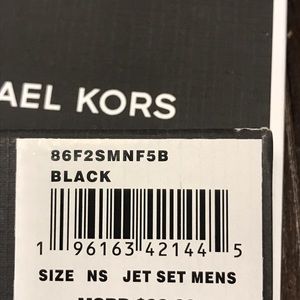 AEL KORS
86F2SMNF5B
BLACK
1 96163 42144 5
SIZE NS JET SET MENS